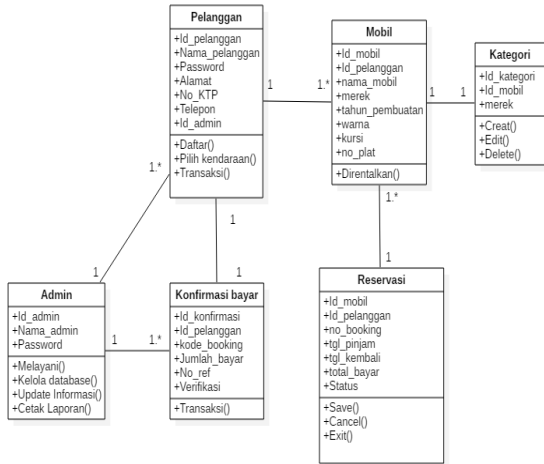 Pelanggan
+Id_pelanggan
+Nama_pelanggan
+Password
+Alamat
+No_KTP
+Telepon
+Id_admin
+Daftar()
+Pilih kendaraan()
+Transaksi()
1
1.*
Mobil
+Id_mobil
+Id_pelanggan
+nama_mobil
+merek
+tahun_pembuatan
+warna
+kursi
+no_plat
+Direntalkan()
1
1
Kategori
+Id_kategori
+Id_mobil
+merek
+Creat()
+Edit()
+Delete()
1.*
1
1
1
1.*
1
Admin
+Id_admin
+Nama_admin
+Password
+Melayani()
+Kelola database()
+Update Informasi()
+Cetak Laporan()
1
1.*
Konfirmasi bayar
+Id_konfirmasi
+Id_pelanggan
+kode_booking
+Jumlah_bayar
+No_ref
+Verifikasi
+Transaksi()
Reservasi
+Id_mobil
+Id_pelanggan
+no_booking
+tgl_pinjam
+tgl_kembali
+total_bayar
+Status
+Save()
+Cancel()
+Exit()